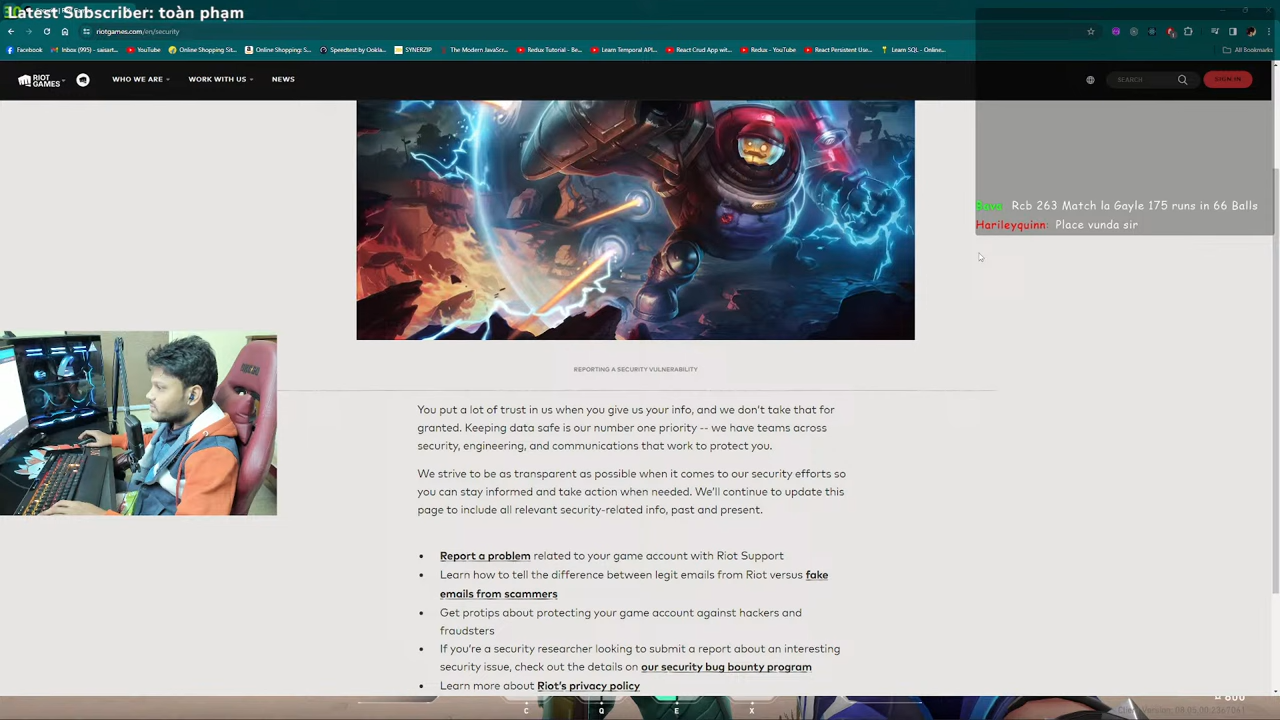 Latest Subscriber: toàn phạm
riotgames.com/en/security
Facebook
Inbox (995) - saisart...
YouTube
Online Shopping Sit...
Online Shopping: S...
Speedtest by Ookla...
SYNERZIP
The Modern JavaScr...
Redux Tutorial - Be...
Learn Temporal API...
React Crud App wit...
Redux - YouTube
React Persistent Use...
Learn SQL - Online...
All Bookmarks
RIOT GAMES
WHO WE ARE
WORK WITH US
NEWS
SEARCH
SIGN IN
Rcb 263 Match la Gayle 175 runs in 66 Balls
Harileyquinn: Place vunda sir
REPORTING A SECURITY VULNERABILITY
You put a lot of trust in us when you give us your info, and we don't take that for
granted. Keeping data safe is our number one priority -- we have teams across
security, engineering, and communications that work to protect you.
We strive to be as transparent as possible when it comes to our security efforts so
you can stay informed and take action when needed. We'll continue to update this
page to include all relevant security-related info, past and present.
• Report a problem related to your game account with Riot Support
• Learn how to tell the difference between legit emails from Riot versus fake
emails from scammers
• Get protips about protecting your game account against hackers and
fraudsters
• If you're a security researcher looking to submit a report about an interesting
security issue, check out the details on our security bug bounty program
• Learn more about Riot's privacy policy
C
Q
E
X